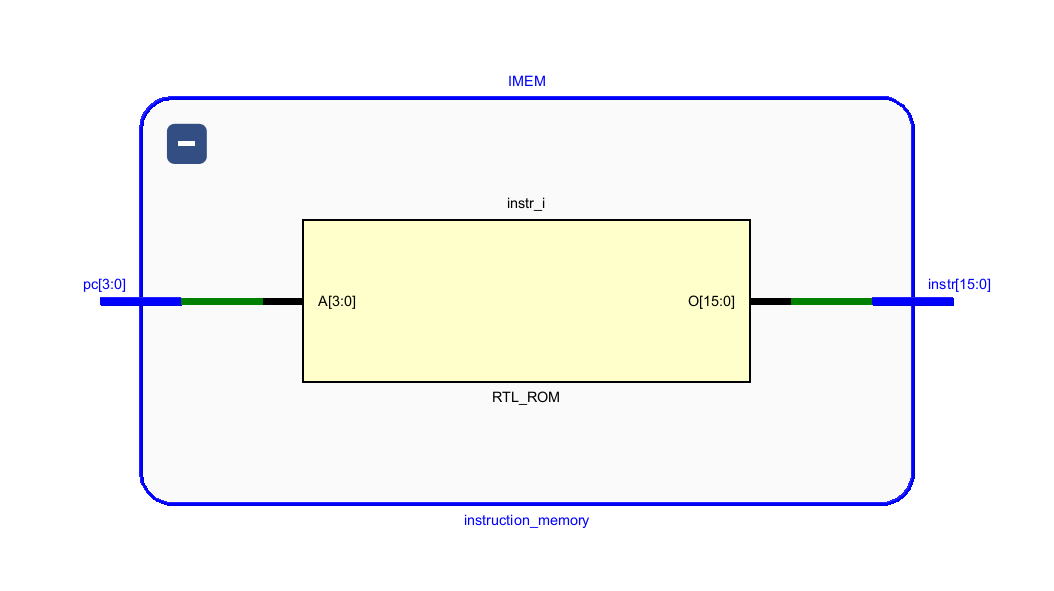 IMEM
instr_i
pc[3:0]
A[3:0]
O[15:0]
instr[15:0]
RTL_ROM
instruction_memory